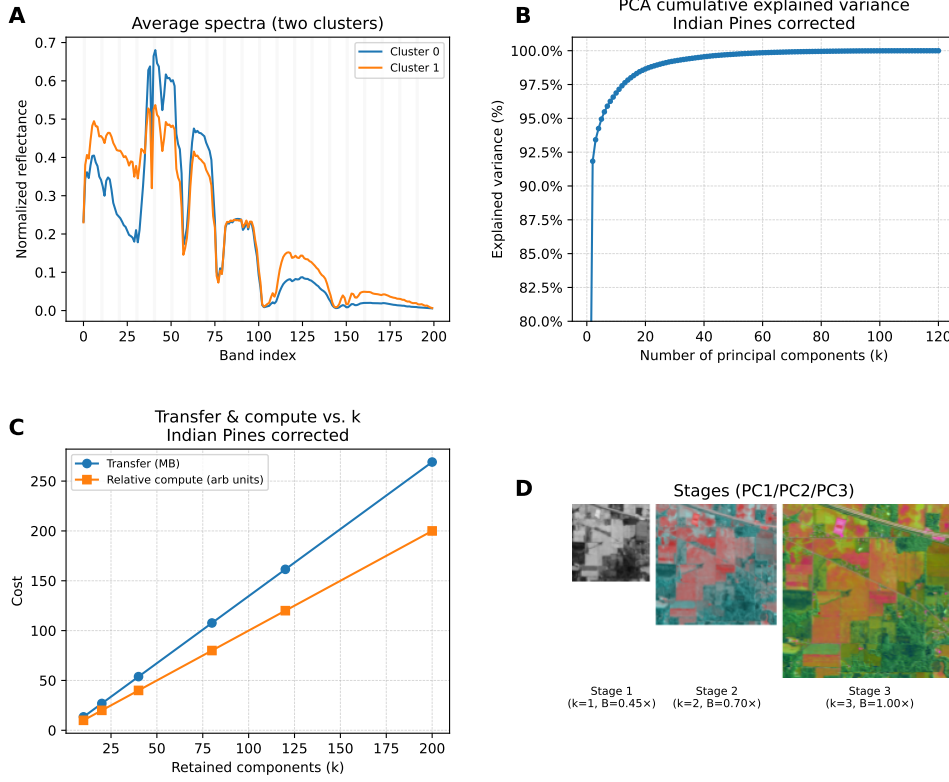 A
Average spectra (two clusters)
Normalized reflectance
0.7
0.6
0.5
0.4
0.3
0.2
0.1
0.0
Cluster 0
Cluster 1
0 25 50 75 100 125 150 175 200
Band index
B
PCA cumulative explained variance
Indian Pines corrected
Explained variance (%)
100.0%
97.5%
95.0%
92.5%
90.0%
87.5%
85.0%
82.5%
80.0%
0 20 40 60 80 100 120
Number of principal components (k)
C
Transfer & compute vs. k
Indian Pines corrected
Cost
250
200
150
100
50
0
Transfer (MB)
Relative compute (arb units)
25 50 75 100 125 150 175 200
Retained components (k)
D
Stages (PC1/PC2/PC3)
Stage 1
(k=1, B=0.45×)
Stage 2
(k=2, B=0.70×)
Stage 3
(k=3, B=1.00×)